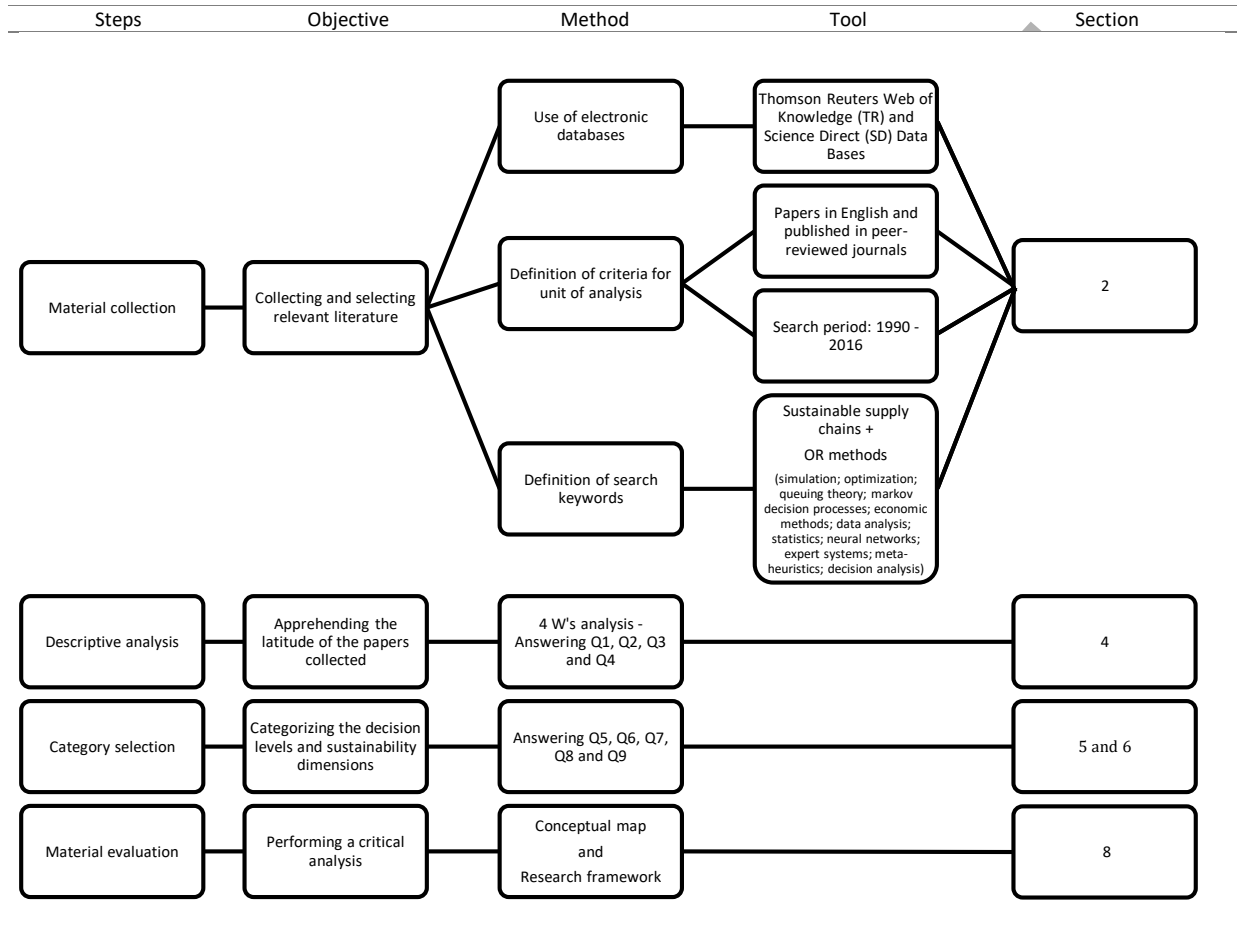 Steps
Objective
Method
Tool
Section
Material collection
Collecting and selecting
relevant literature
Use of electronic
databases
Thomson Reuters Web of
Knowledge (TR) and
Science Direct (SD) Data
Bases
Definition of criteria for
unit of analysis
Papers in English and
published in peer-
reviewed journals
Search period: 1990 -
2016
Definition of search
keywords
Sustainable supply
chains +
OR methods
(simulation; optimization;
queuing theory; markov
decision processes; economic
methods; data analysis;
statistics; neural networks;
expert systems; meta-
heuristics; decision analysis)
2
Descriptive analysis
Apprehending the
latitude of the papers
collected
4 W's analysis -
Answering Q1, Q2, Q3
and Q4
4
Category selection
Categorizing the decision
levels and sustainability
dimensions
Answering Q5, Q6, Q7,
Q8 and Q9
5 and 6
Material evaluation
Performing a critical
analysis
Conceptual map
and
Research framework
8